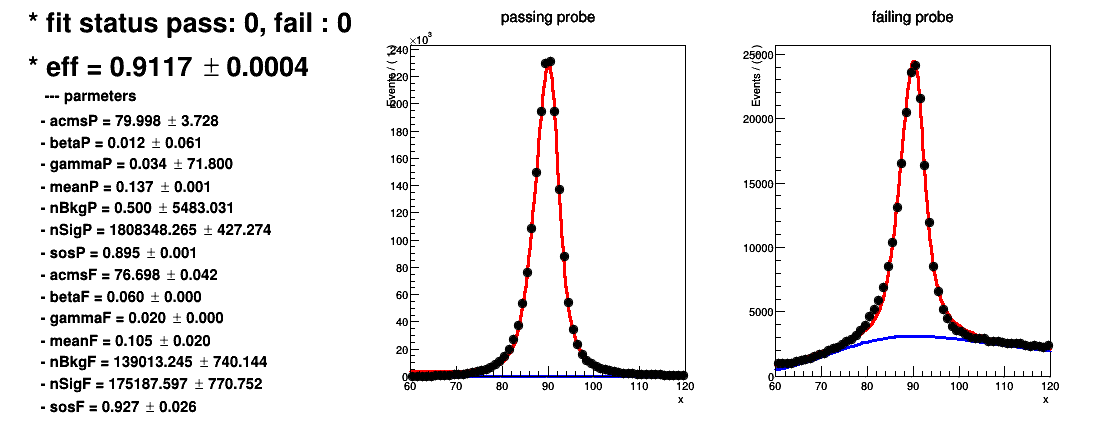 * fit status pass: 0, fail : 0
* eff = 0.9117 ± 0.0004
--- parmeters
- acmsP = 79.998 ± 3.728
- betaP = 0.012 ± 0.061
- gammaP = 0.034 ± 71.800
- meanP = 0.137 ± 0.001
- nBkgP = 0.500 ± 5483.031
- nSigP = 1808348.265 ± 427.274
- sosP = 0.895 ± 0.001
- acmsF = 76.698 ± 0.042
- betaF = 0.060 ± 0.000
- gammaF = 0.020 ± 0.000
- meanF = 0.105 ± 0.020
- nBkgF = 139013.245 ± 740.144
- nSigF = 175187.597 ± 770.752
- sosF = 0.927 ± 0.026
passing probe
×10³
Events / (
240
220
200
180
160
140
120
100
80
60
40
20
0
60 70 80 90 100 110 120
x
failing probe
Events / (
25000
20000
15000
10000
5000
0
60 70 80 90 100 110 120
x